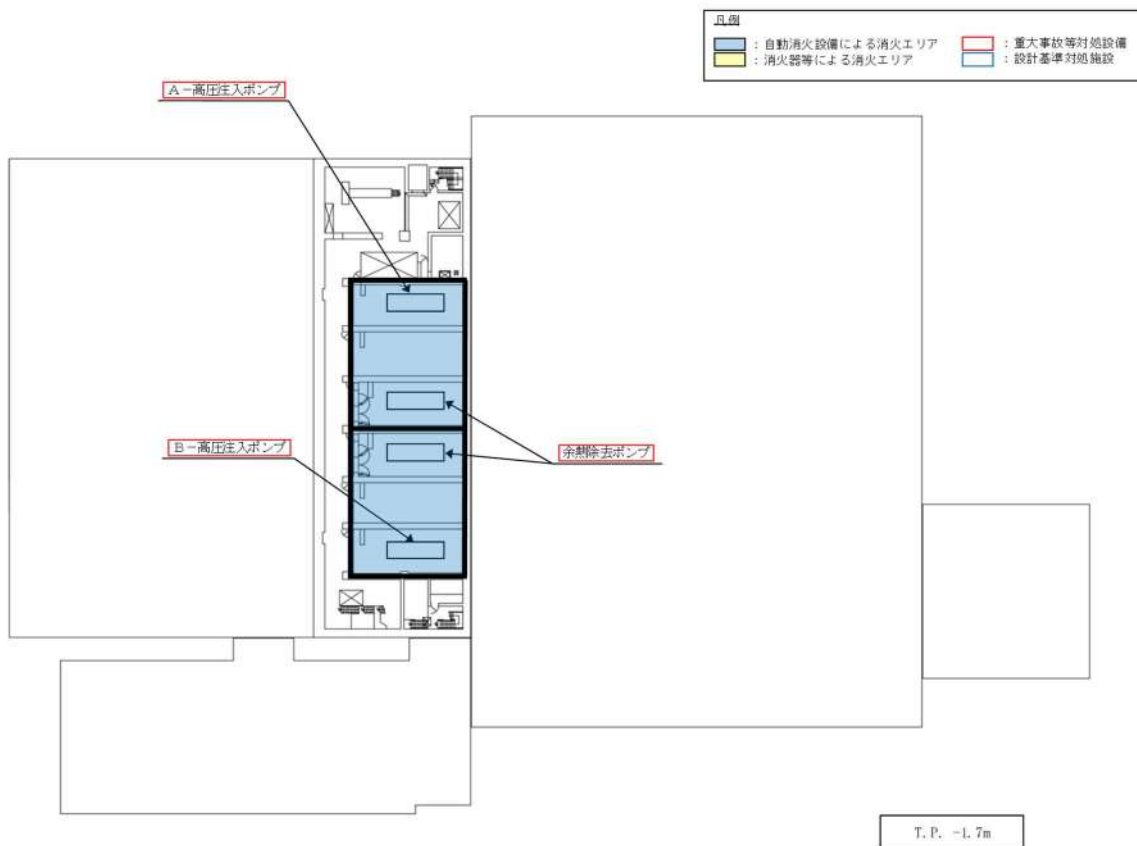 凡例
：自動消火設備による消火エリア
：重大事故等対処設備
：消火器等による消火エリア
：設計基準対処施設
A－高圧注入ポンプ
B－高圧注入ポンプ
余熱除去ポンプ
T.P. -1.7m